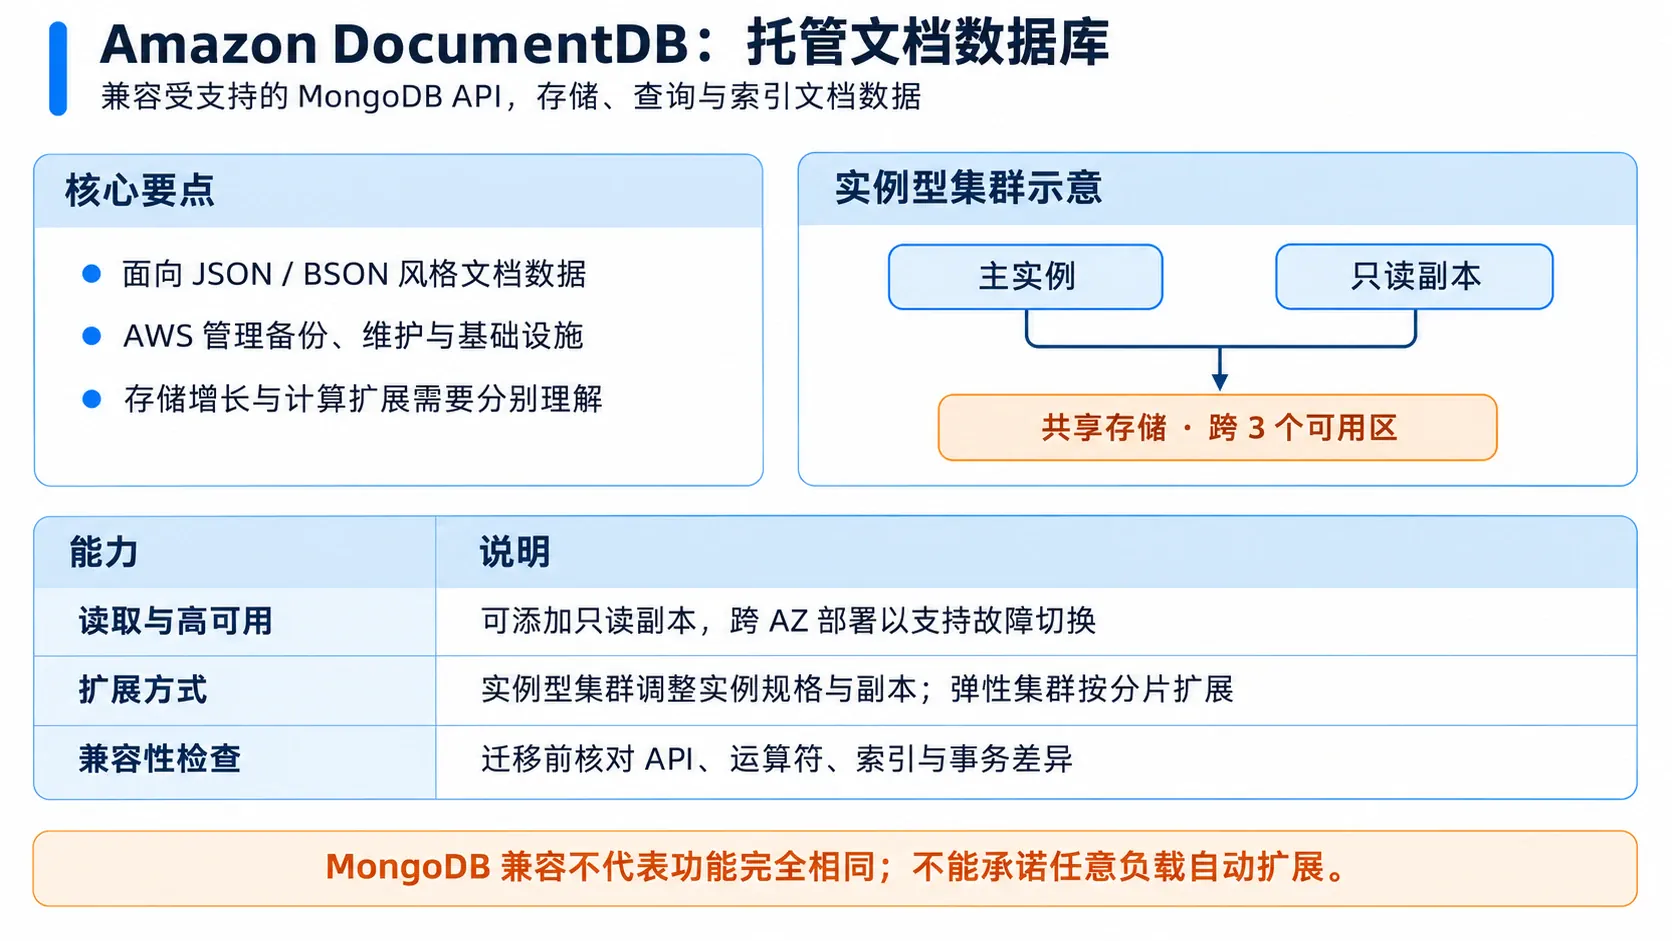 Amazon DocumentDB：托管文档数据库
兼容受支持的 MongoDB API，存储、查询与索引文档数据
核心要点
面向 JSON / BSON 风格文档数据
AWS 管理备份、维护与基础设施
存储增长与计算扩展需要分别理解
实例型集群示意
主实例
只读副本
共享存储 · 跨 3 个可用区
能力
说明
读取与高可用
可添加只读副本，跨 AZ 部署以支持故障切换
扩展方式
实例型集群调整实例规格与副本；弹性集群按分片扩展
兼容性检查
迁移前核对 API、运算符、索引与事务差异
MongoDB 兼容不代表功能完全相同；不能承诺任意负载自动扩展。